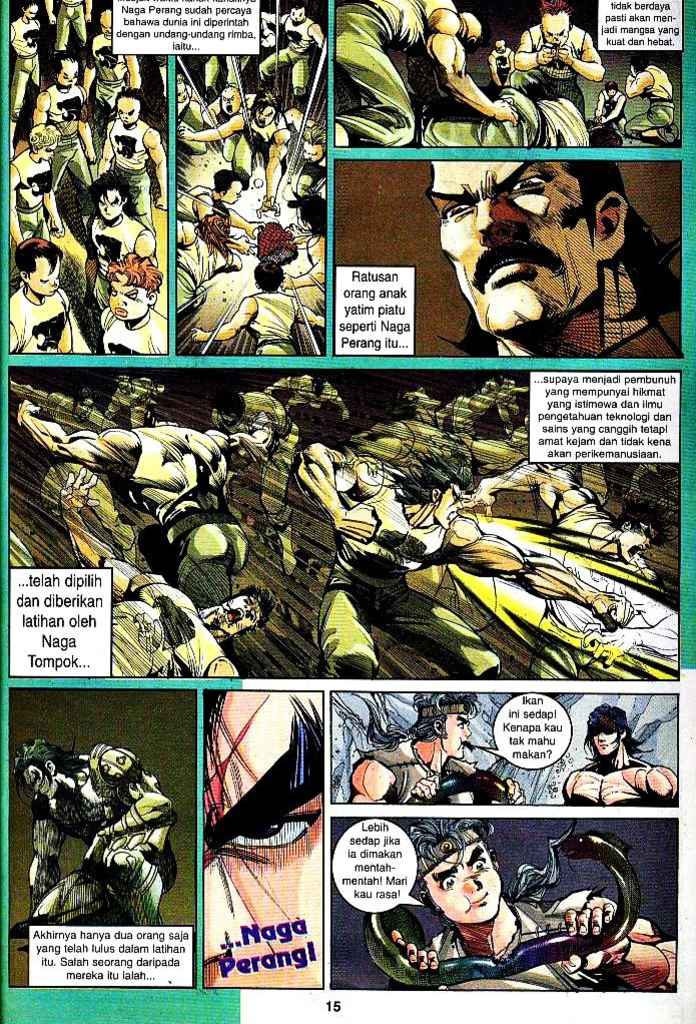 Naga Perang sudah percaya
bahawa dunia ini diperintah
dengan undang-undang rimba,
iaitu...
tidak berdaya
pasti akan men-
jadi mangsa yang
kuat dan hebat.
Ratusan
orang anak
yatim piatu
seperti Naga
Perang itu...
...telah dipilih
dan diberikan
latihan oleh
Naga
Tompok...
...supaya menjadi pembunuh
yang mempunyai hikmat
yang istimewa dan ilmu
pengetahuan teknologi dan
sains yang canggih tetapi
amat kejam dan tidak kena
akan perikemanusiaan.
Akhirnya hanya dua orang saja
yang telah lulus dalam latihan
itu. Salah seorang daripada
mereka itu ialah...
...Naga
Perang!
Ikan
ini sedap!
Kenapa kau
tak mahu
makan?
Lebih
sedap jika
ia dimakan
mentah-
mentah! Mari
kau rasa!
15